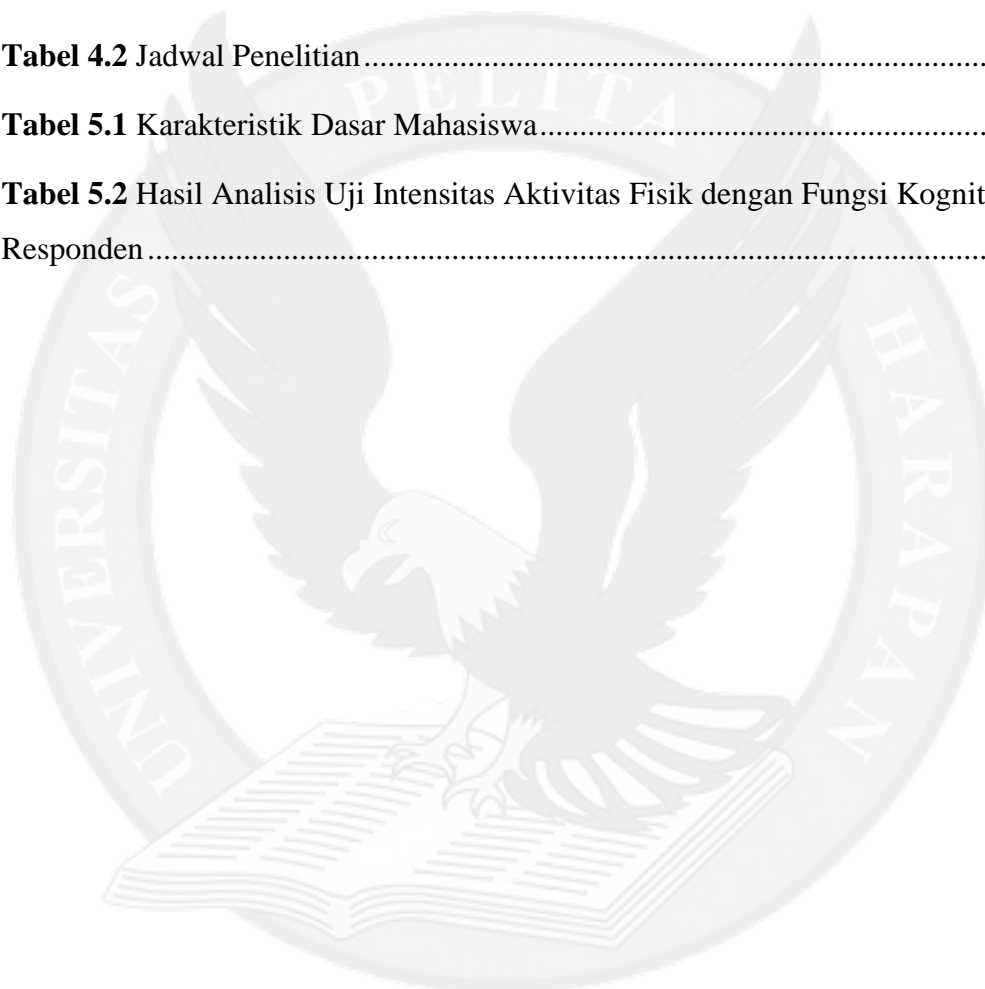 Tabel 4.2 Jadwal Penelitian................................................................................
Tabel 5.1 Karakteristik Dasar Mahasiswa.........................................................
Tabel 5.2 Hasil Analisis Uji Intensitas Aktivitas Fisik dengan Fungsi Kognit
Responden.........................................................................................................
UNIVERSITAS PELITA HARAPAN